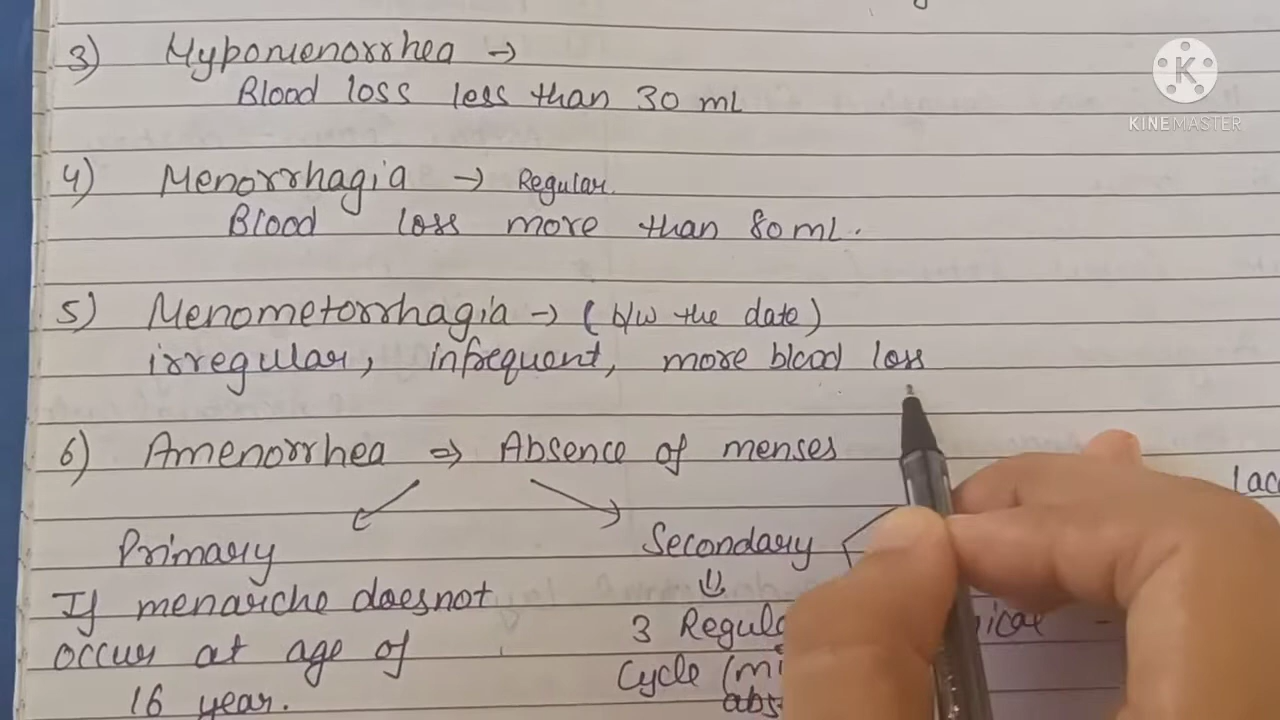 3) Hypomenorrhea →
Blood loss less than 30 mL
KINEMASTER
4) Menorrhagia → Regular.
Blood loss more than 80 mL.
5) Menometorrhagia → (b/w the date)
irregular, infrequent, more blood loss
6) Amenorrhea ⇒ Absence of menses
Primary
If menarche doesnot
occur at age of
16 year.
Secondary
3
Cycle